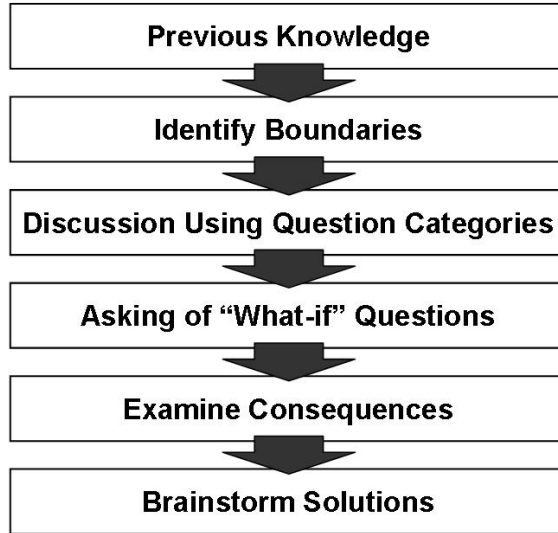 Previous Knowledge
Identify Boundaries
Discussion Using Question Categories
Asking of “What-if” Questions
Examine Consequences
Brainstorm Solutions